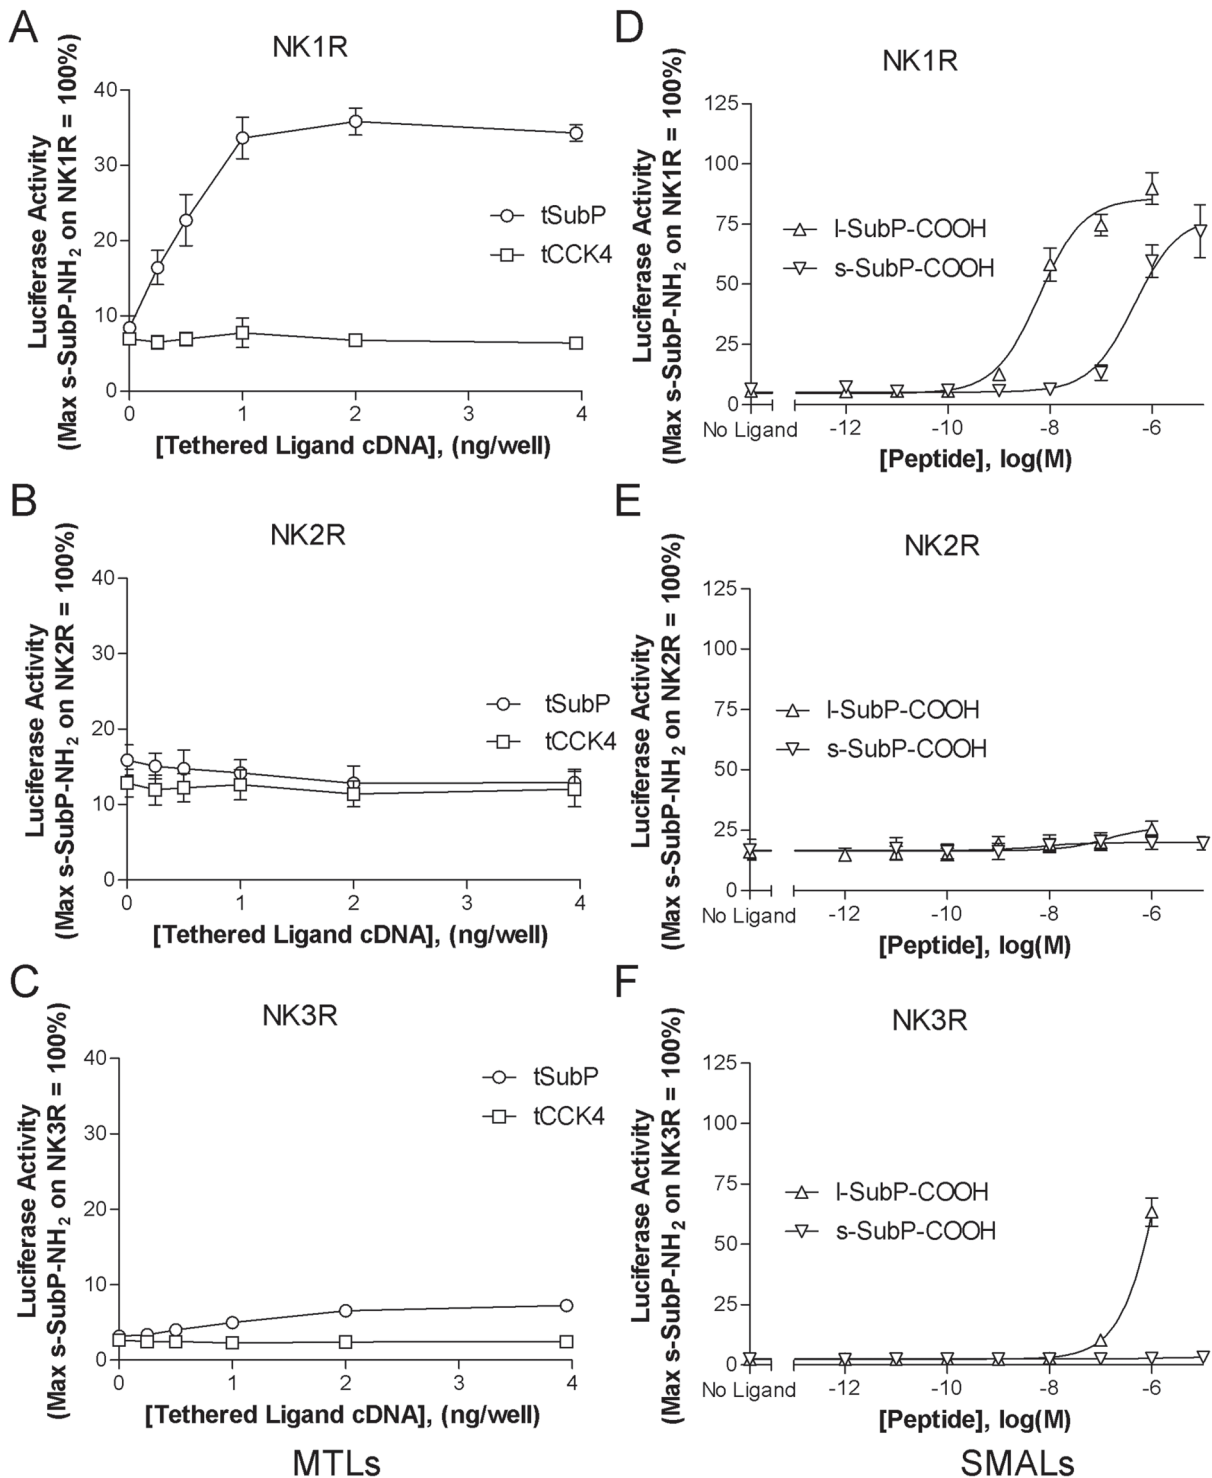 A
NK1R
Luciferase Activity
(Max s-SubP-NH2 on NK1R = 100%)
40
30
20
10
0
0 1 2 3 4
[Tethered Ligand cDNA], (ng/well)
tSubP
tCCK4
D
NK1R
Luciferase Activity
(Max s-SubP-NH2 on NK1R = 100%)
125
100
75
50
25
0
No Ligand -12 -10 -8 -6
[Peptide], log(M)
l-SubP-COOH
s-SubP-COOH
B
NK2R
Luciferase Activity
(Max s-SubP-NH2 on NK2R = 100%)
40
30
20
10
0
0 1 2 3 4
[Tethered Ligand cDNA], (ng/well)
tSubP
tCCK4
E
NK2R
Luciferase Activity
(Max s-SubP-NH2 on NK2R = 100%)
125
100
75
50
25
0
No Ligand -12 -10 -8 -6
[Peptide], log(M)
l-SubP-COOH
s-SubP-COOH
C
NK3R
Luciferase Activity
(Max s-SubP-NH2 on NK3R = 100%)
40
30
20
10
0
0 1 2 3 4
[Tethered Ligand cDNA], (ng/well)
tSubP
tCCK4
F
NK3R
Luciferase Activity
(Max s-SubP-NH2 on NK3R = 100%)
125
100
75
50
25
0
No Ligand -12 -10 -8 -6
[Peptide], log(M)
l-SubP-COOH
s-SubP-COOH
MTLs
SMALs